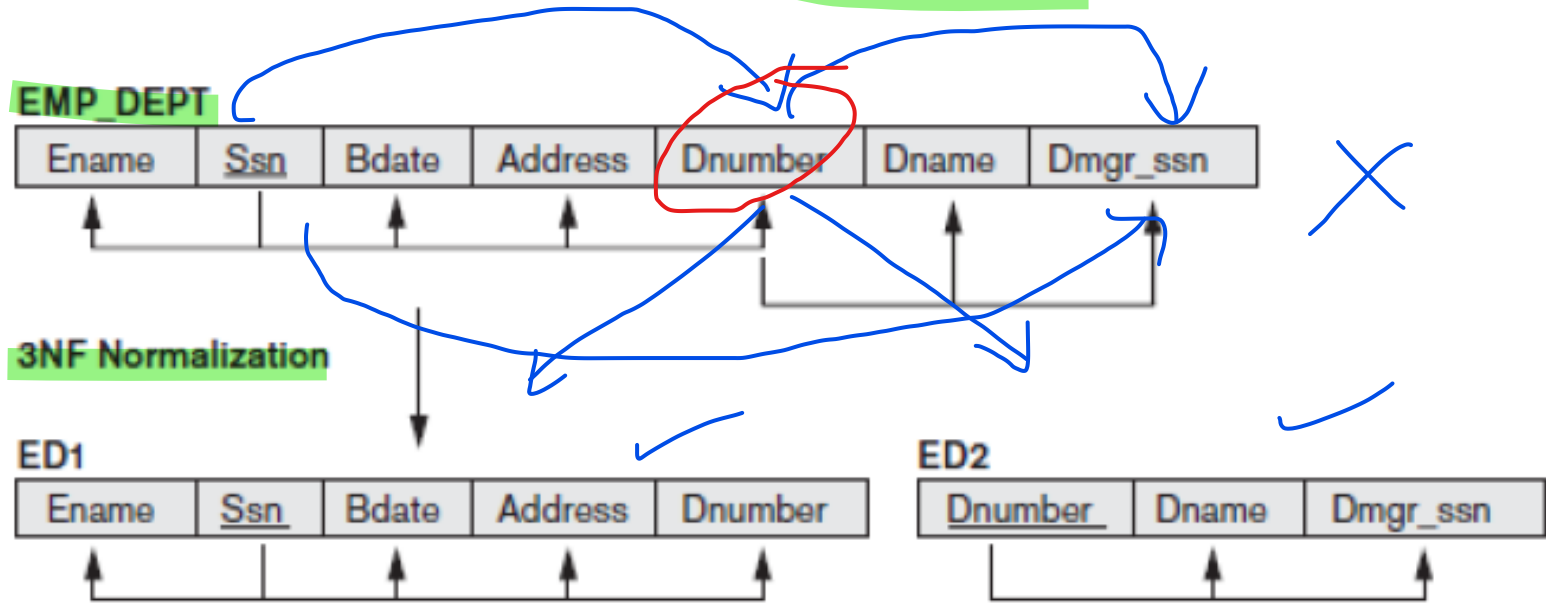 EMP_DEPT
Ename Ssn Bdate Address Dnumber Dname Dmgr_ssn
3NF Normalization
ED1
Ename Ssn Bdate Address Dnumber
ED2
Dnumber Dname Dmgr_ssn